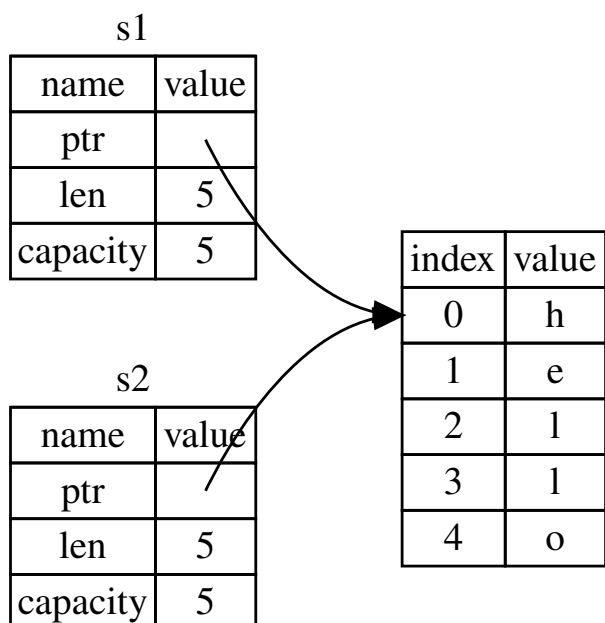 s1
name value
ptr
len 5
capacity 5
s2
name value
ptr
len 5
capacity 5
index value
0 h
1 e
2 l
3 l
4 o